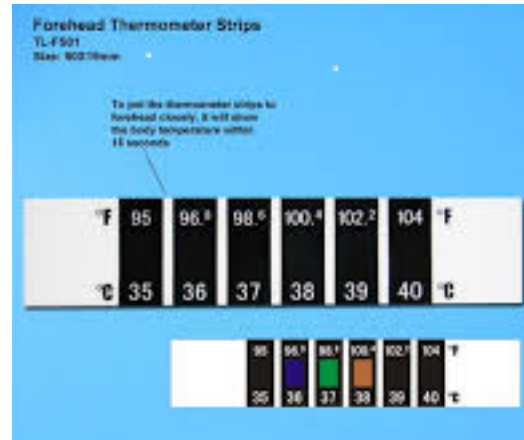 Forehead Thermometer Strips
TL-F501
Size:
To put the thermometer strips to
forehead closely, it will show
the body temperature within
15 seconds
°F 95 96.8 98.6 100.4 102.2 104 °F
°C 35 36 37 38 39 40 °C
95 96.8 98.6 100.4 102.2 104 °F
35 36 37 38 39 40 °C